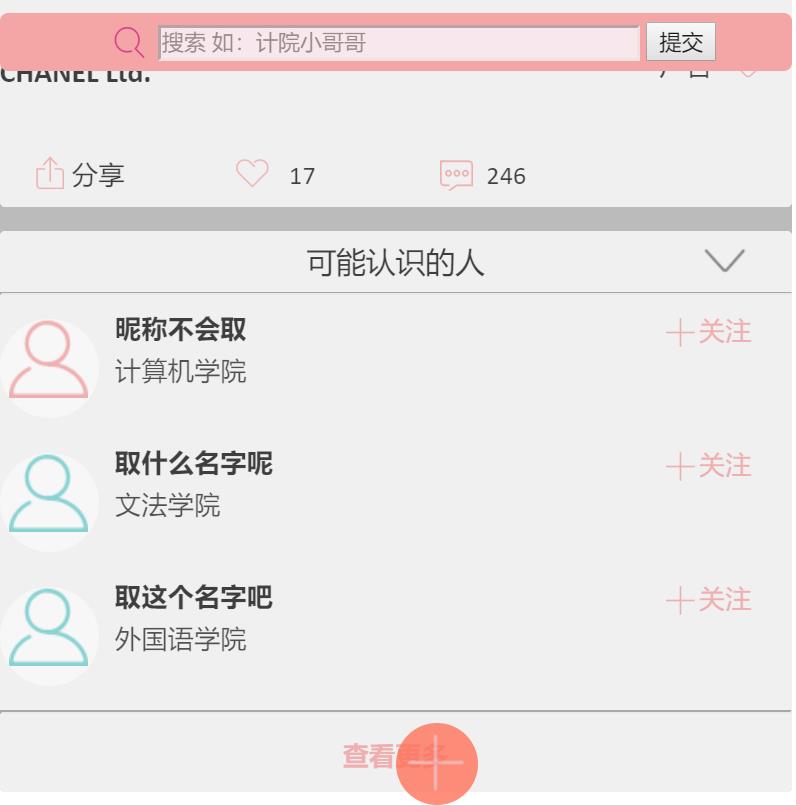 搜索 如：计院小哥哥
提交
CHANEL Ltd.
广告
分享
17
246
可能认识的人
昵称不会取
关注
计算机学院
取什么名字呢
关注
文法学院
取这个名字吧
关注
外国语学院
查看更多